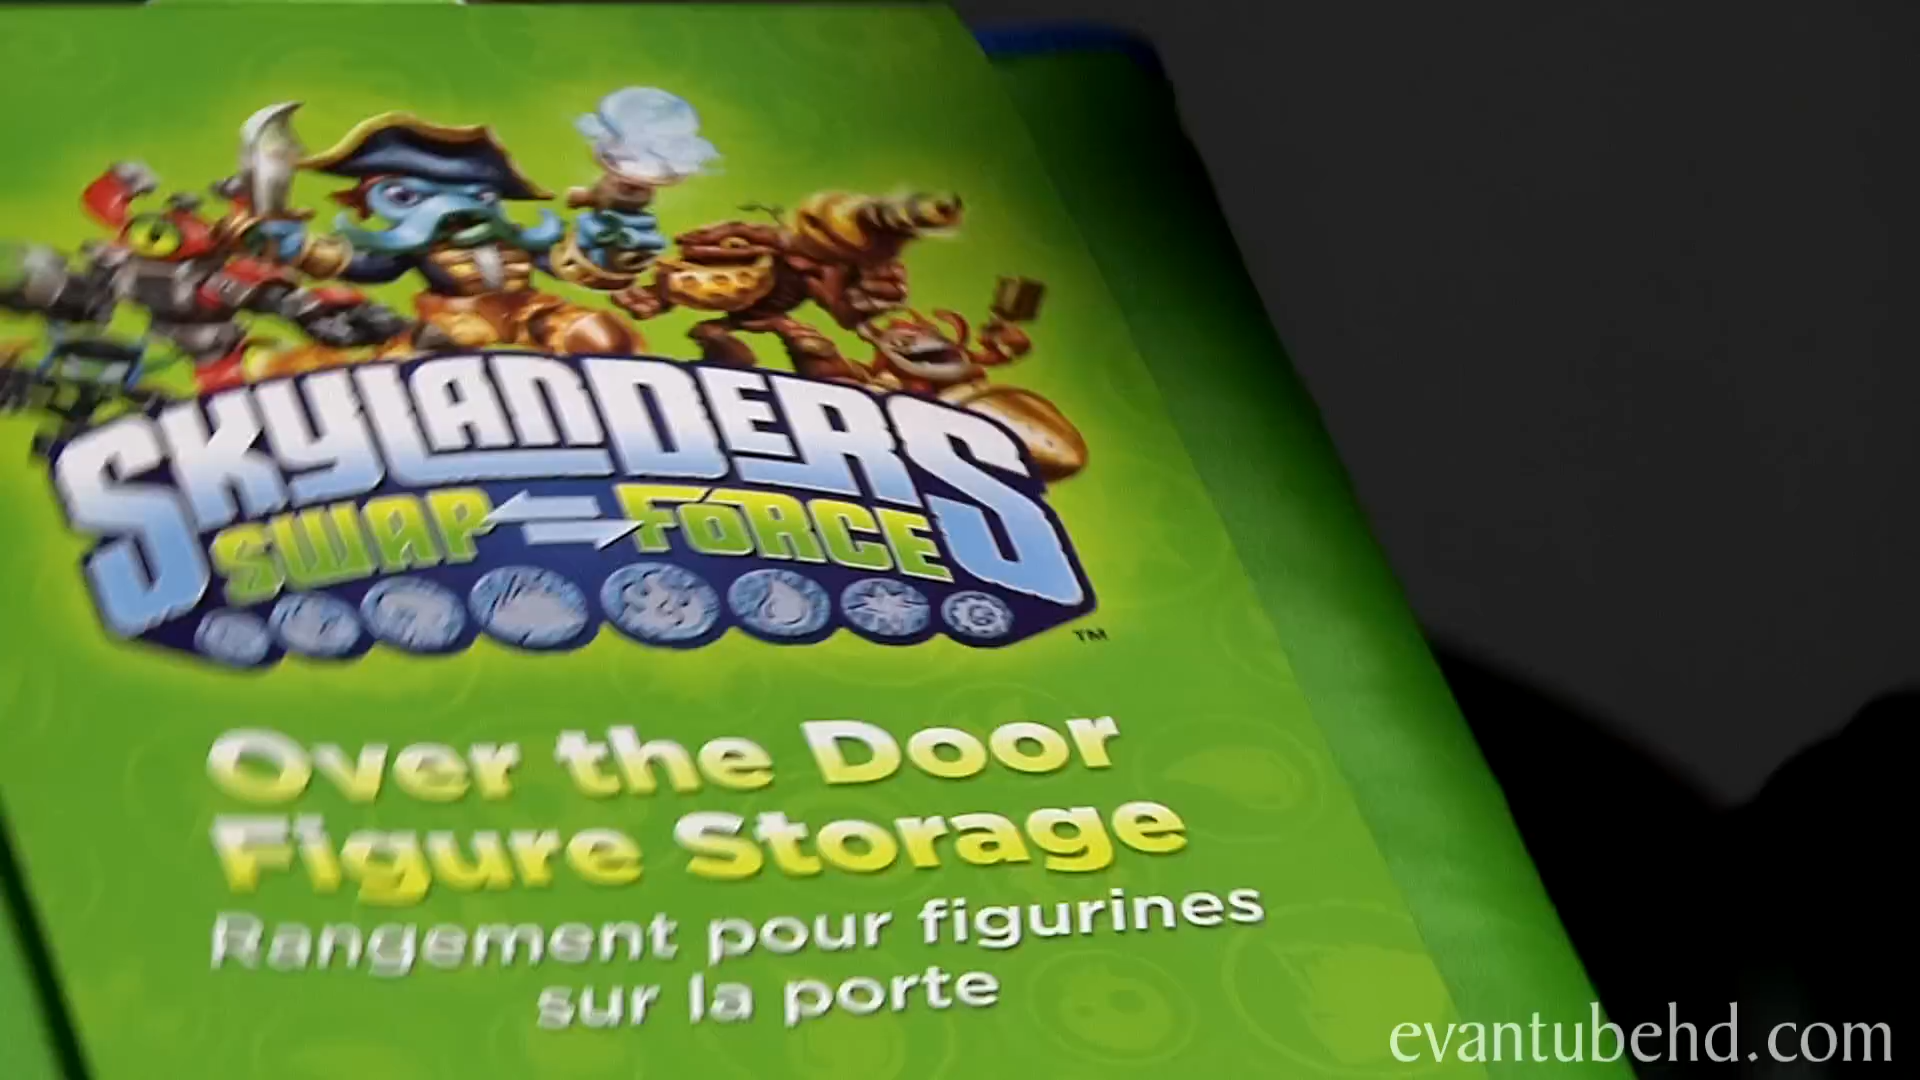 SKYLANDERS
SWAP FORCE
TM
Over the Door
Figure Storage
Rangement pour figurines
sur la porte
evantubehd.com